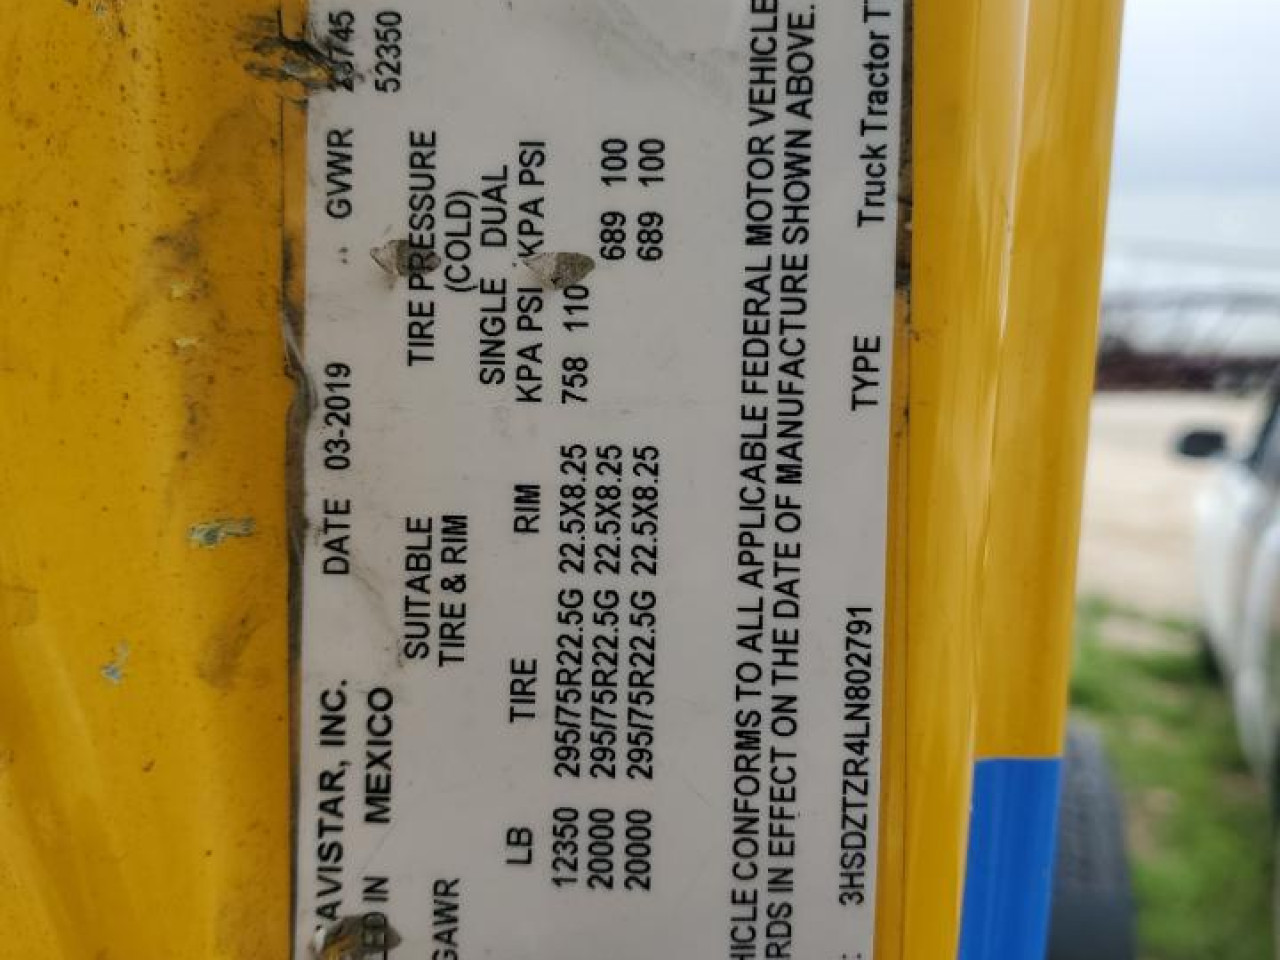 AVISTAR, INC. DATE 03-2019 GVWR
MEXICO 52350
GAWR SUITABLE TIRE PRESSURE
TIRE & RIM (COLD)
SINGLE DUAL
LB TIRE RIM KPA PSI KPA PSI
12350 295/75R22.5G 22.5X8.25 758 110
20000 295/75R22.5G 22.5X8.25 689 100
20000 295/75R22.5G 22.5X8.25 689 100
HICLE CONFORMS TO ALL APPLICABLE FEDERAL MOTOR VEHICLE
RDS IN EFFECT ON THE DATE OF MANUFACTURE SHOWN ABOVE.
: 3HSDZTZR4LN802791 TYPE Truck Tractor